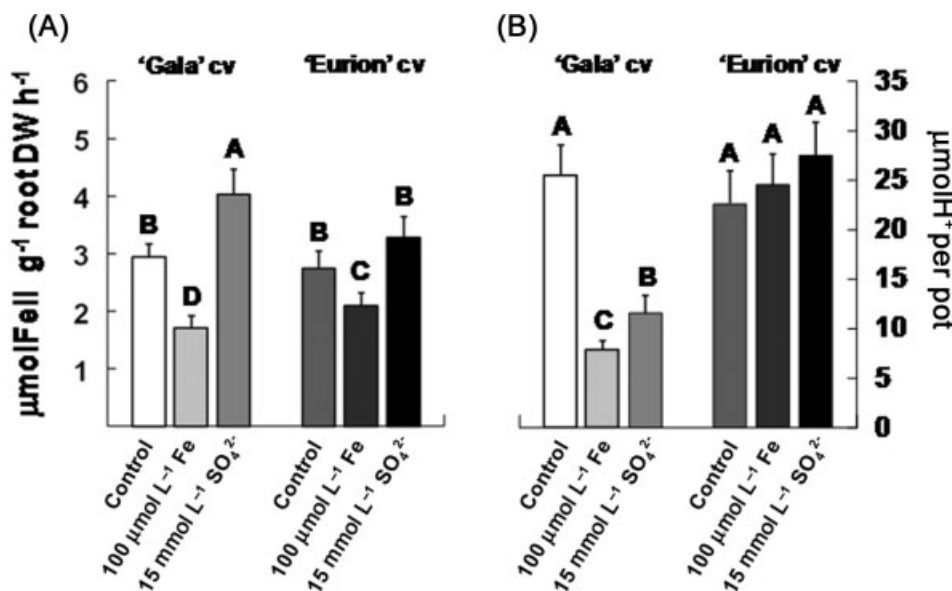 (A)
'Gala' cv 'Eurion' cv
μmolFeII g⁻¹ rootDW h⁻¹
6
5
4
3
2
1
B
D
A
B
C
B
Control
100 μmol L⁻¹ Fe
15 mmol L⁻¹ SO₄²⁻
Control
100 μmol L⁻¹ Fe
15 mmol L⁻¹ SO₄²⁻
(B)
'Gala' cv 'Eurion' cv
A
C
B
A
A
A
35
30
25
20
15
10
5
0
μmolH⁺ per pot
Control
100 μmol L⁻¹ Fe
15 mmol L⁻¹ SO₄²⁻
Control
100 μmol L⁻¹ Fe
15 mmol L⁻¹ SO₄²⁻